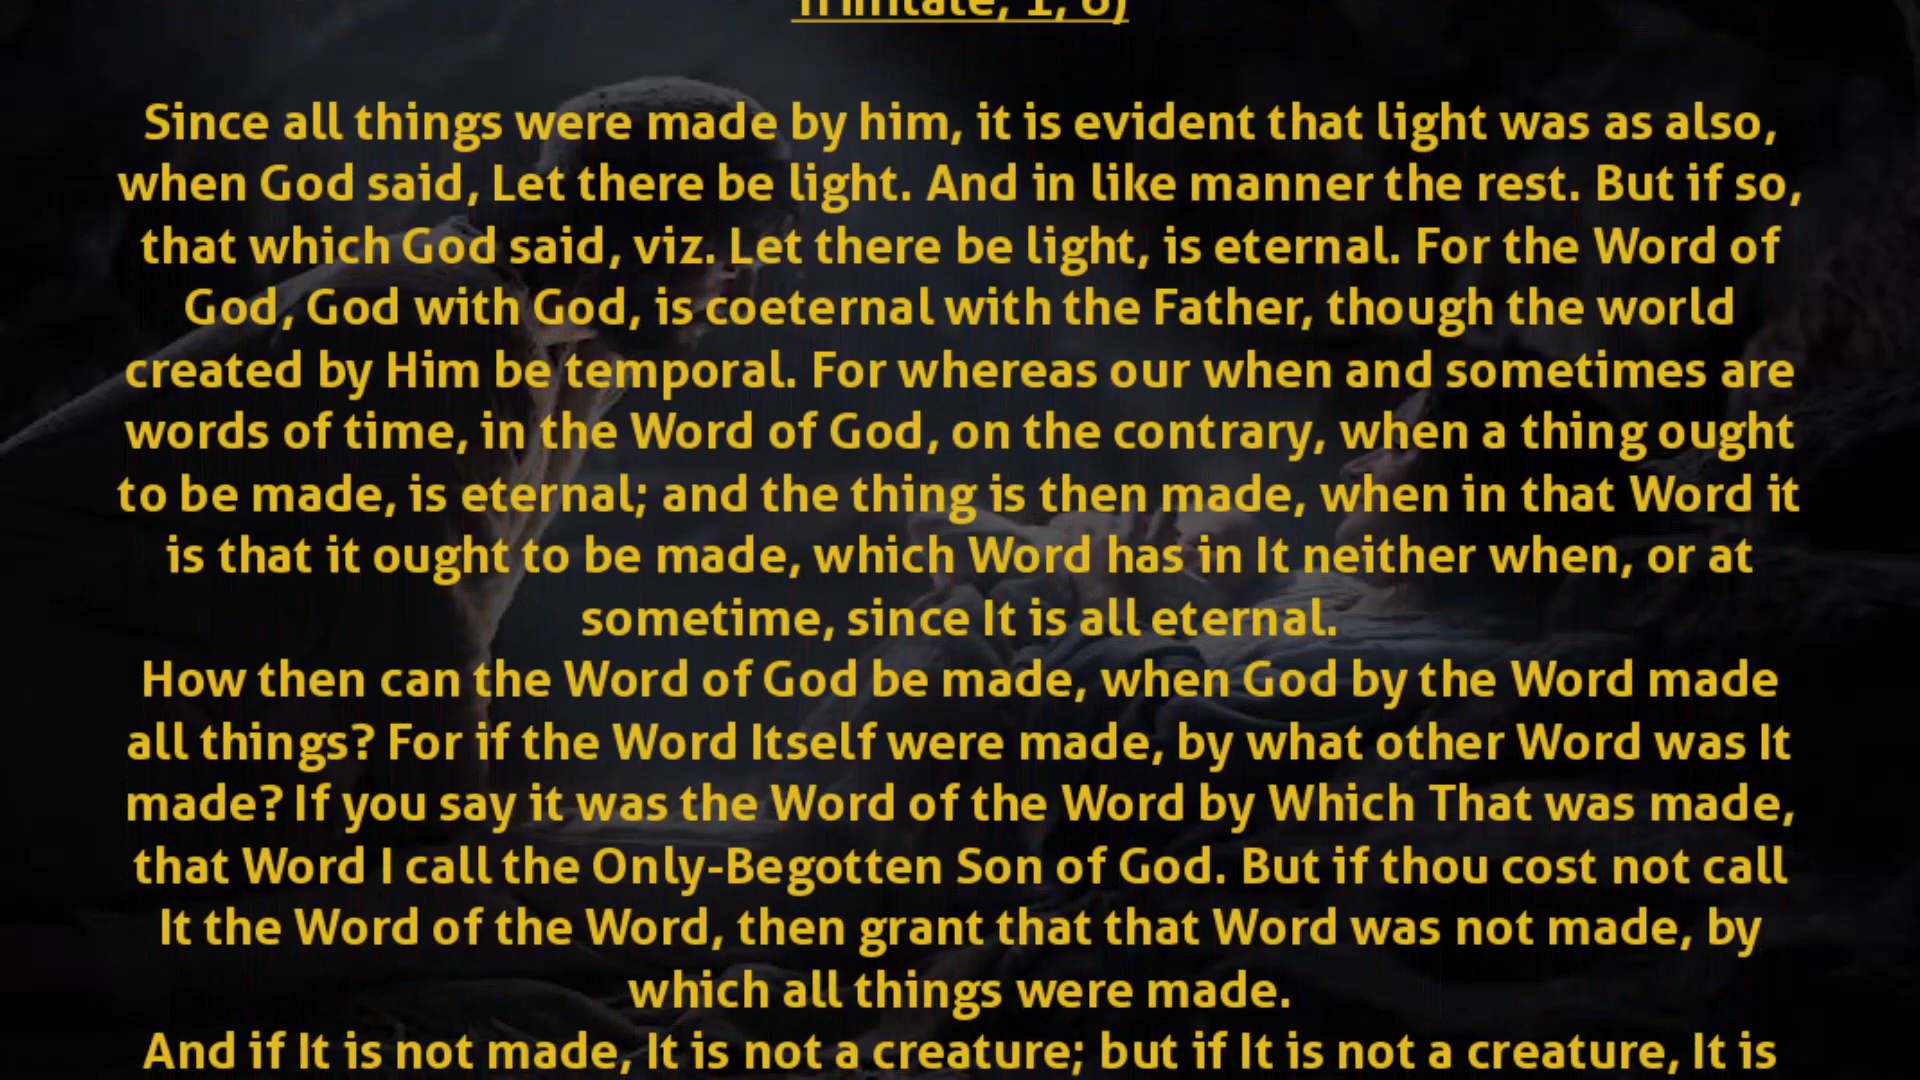 Trinitate, 1, 6)
Since all things were made by him, it is evident that light was as also,
when God said, Let there be light. And in like manner the rest. But if so,
that which God said, viz. Let there be light, is eternal. For the Word of
God, God with God, is coeternal with the Father, though the world
created by Him be temporal. For whereas our when and sometimes are
words of time, in the Word of God, on the contrary, when a thing ought
to be made, is eternal; and the thing is then made, when in that Word it
is that it ought to be made, which Word has in It neither when, or at
sometime, since It is all eternal.
How then can the Word of God be made, when God by the Word made
all things? For if the Word Itself were made, by what other Word was It
made? If you say it was the Word of the Word by Which That was made,
that Word I call the Only-Begotten Son of God. But if thou cost not call
It the Word of the Word, then grant that that Word was not made, by
which all things were made.
And if It is not made, It is not a creature; but if It is not a creature, It is